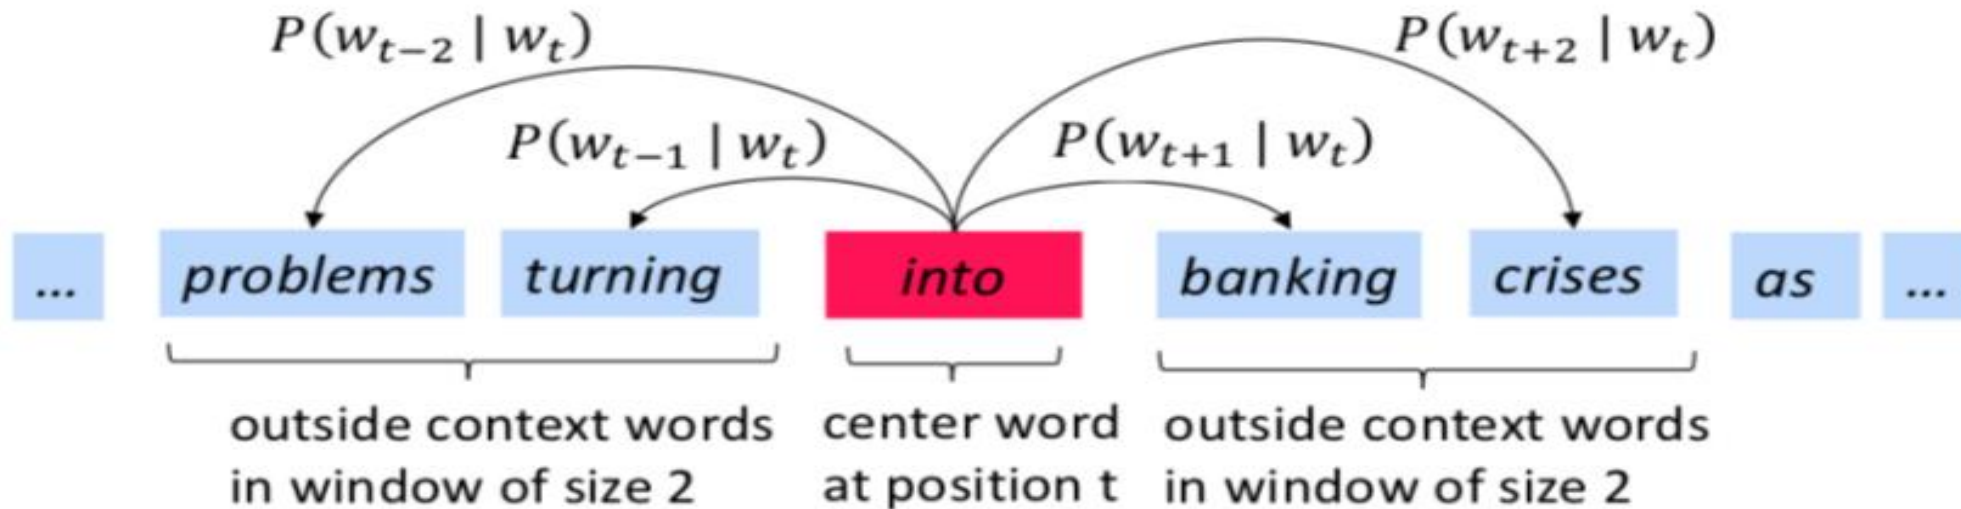 P(w_{t-2} | w_t) P(w_{t+2} | w_t)
P(w_{t-1} | w_t) P(w_{t+1} | w_t)
... problems turning into banking crises as ...
outside context words center word outside context words
in window of size 2 at position t in window of size 2